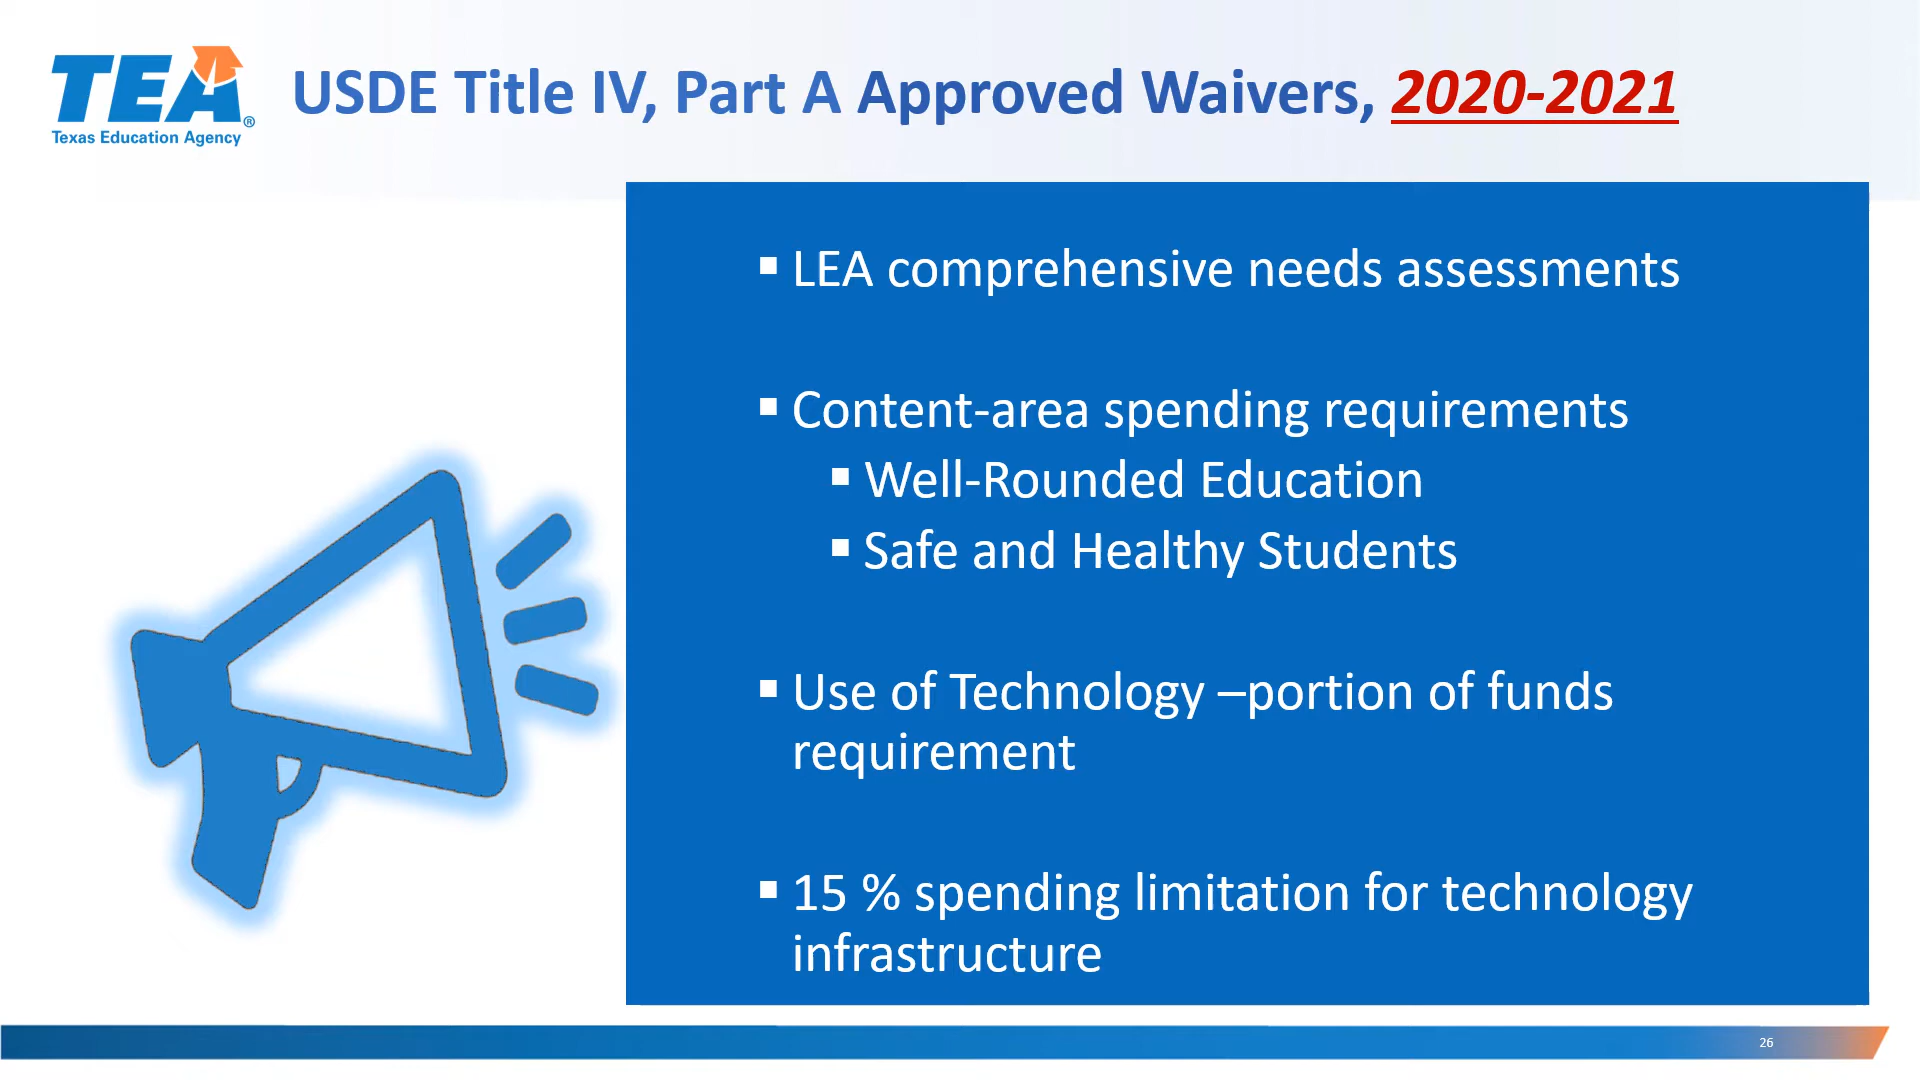 TEA®
Texas Education Agency
USDE Title IV, Part A Approved Waivers, 2020-2021
▪ LEA comprehensive needs assessments
▪ Content-area spending requirements
▪ Well-Rounded Education
▪ Safe and Healthy Students
▪ Use of Technology –portion of funds
requirement
▪ 15 % spending limitation for technology
infrastructure
26